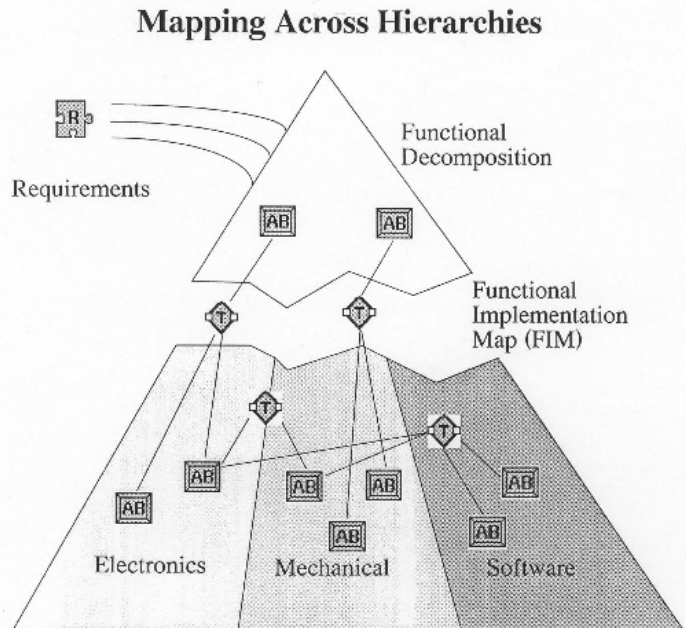 Mapping Across Hierarchies
R
Functional
Decomposition
Requirements
AB
AB
Functional
Implementation
Map (FIM)
T
T
T
T
AB
AB
AB
AB
AB
AB
AB
Electronics
Mechanical
Software